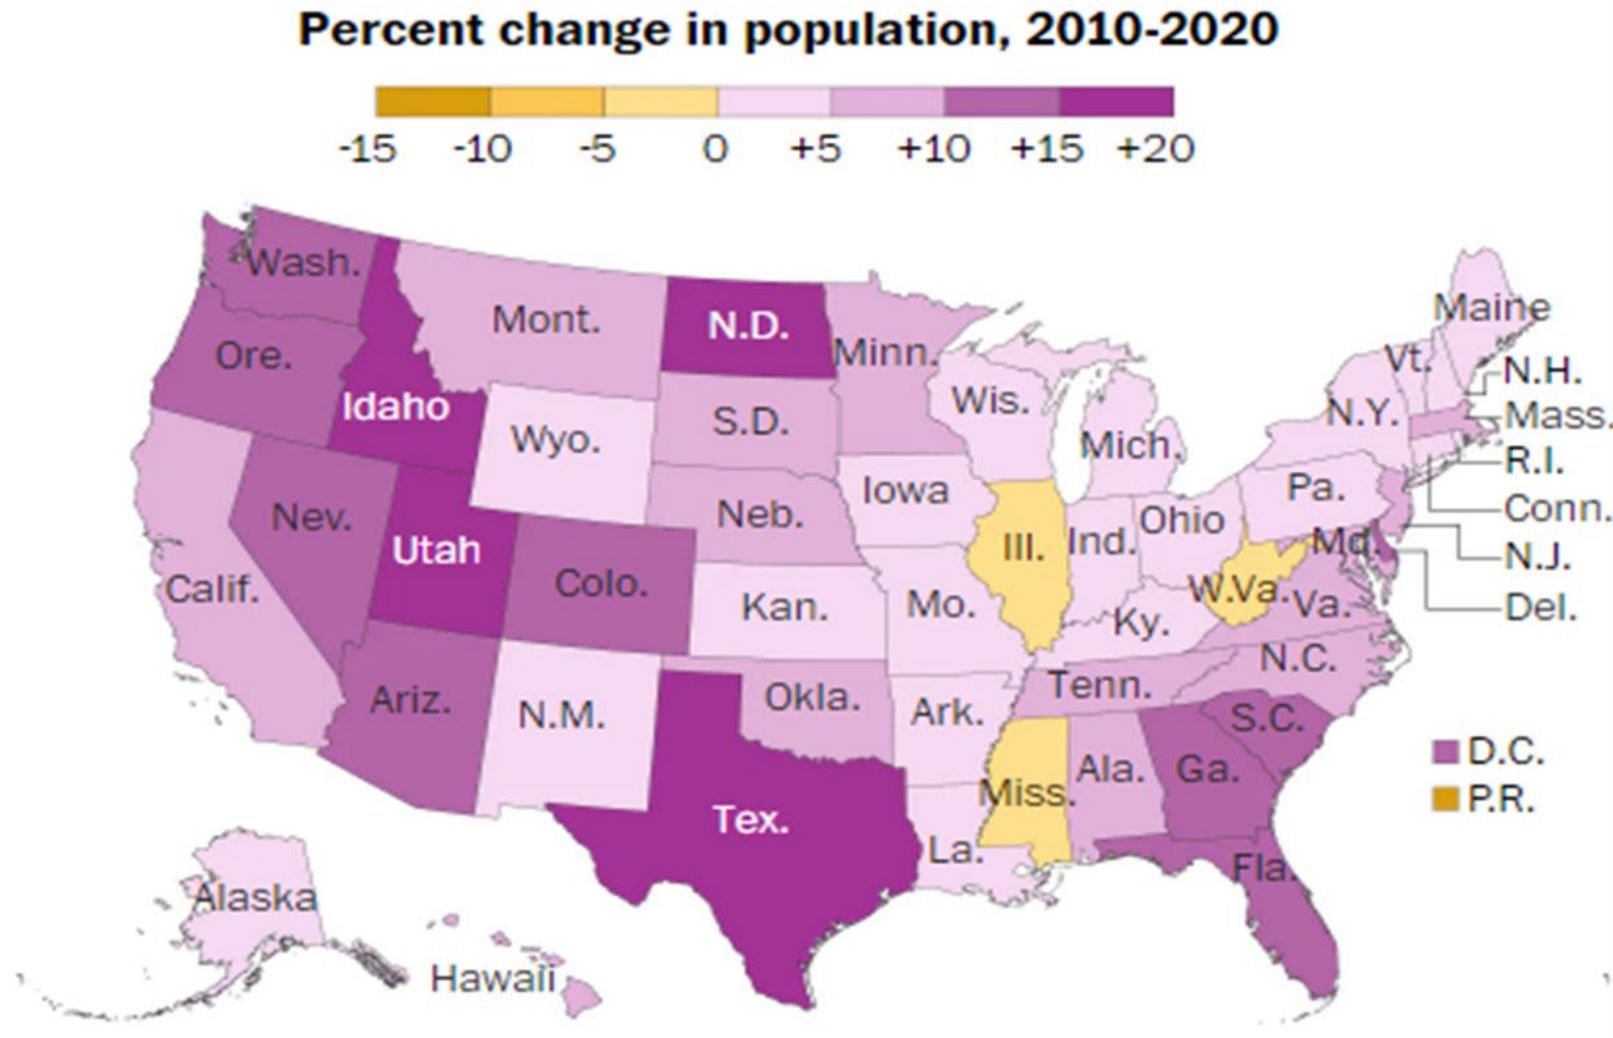 Percent change in population, 2010-2020
-15 -10 -5 0 +5 +10 +15 +20
Wash.
Mont.
N.D.
Minn.
Maine
Ore.
Idaho
Wyo.
S.D.
Wis.
Mich.
Vt.
N.H.
N.Y.
Mass.
R.I.
Conn.
N.J.
Del.
Nev.
Utah
Colo.
Neb.
Iowa
Ill.
Ind.
Ohio
Pa.
Md.
W.Va.
Va.
Calif.
Kan.
Mo.
Ky.
N.C.
Tenn.
Ariz.
N.M.
Okla.
Ark.
S.C.
Tex.
Miss.
Ala.
Ga.
La.
Fla.
D.C.
P.R.
Alaska
Hawaii